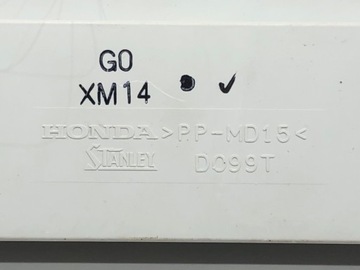 G0
XM14
HONDA >PP-MD15<
STANLEY D099T